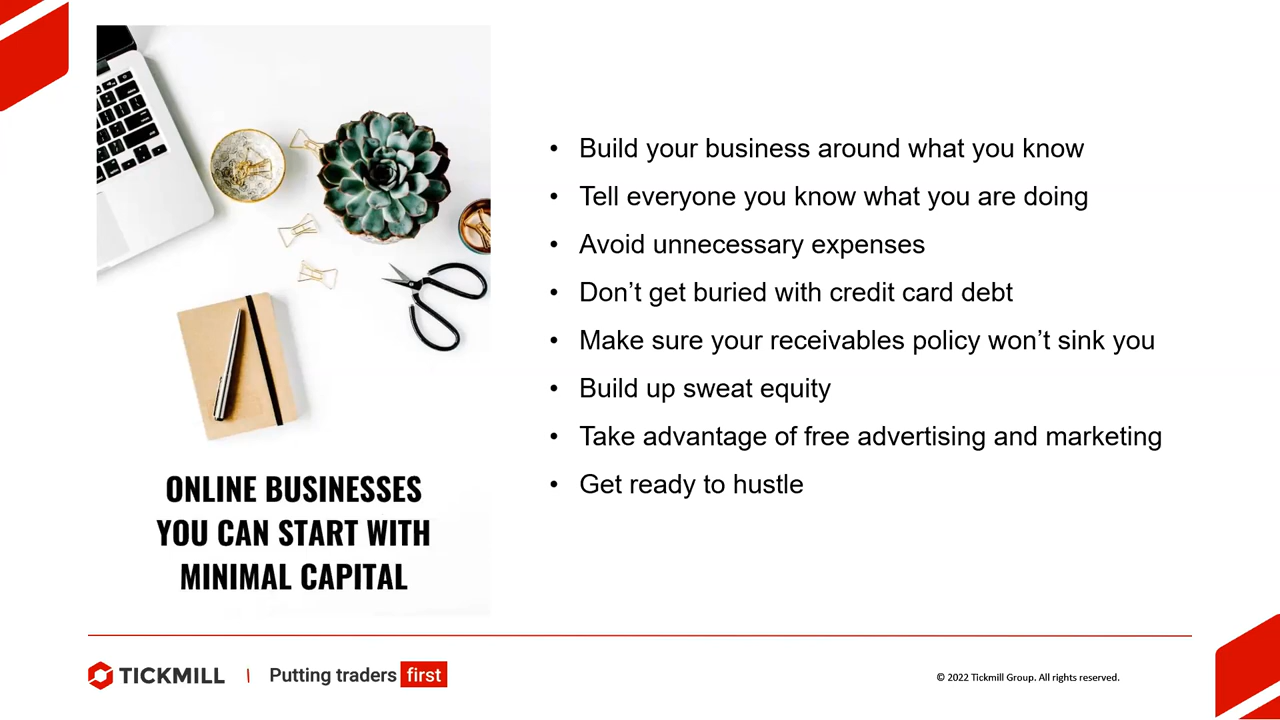 • Build your business around what you know
• Tell everyone you know what you are doing
• Avoid unnecessary expenses
• Don’t get buried with credit card debt
• Make sure your receivables policy won’t sink you
• Build up sweat equity
• Take advantage of free advertising and marketing
• Get ready to hustle
ONLINE BUSINESSES
YOU CAN START WITH
MINIMAL CAPITAL
TICKMILL | Putting traders first
© 2022 Tickmill Group. All rights reserved.